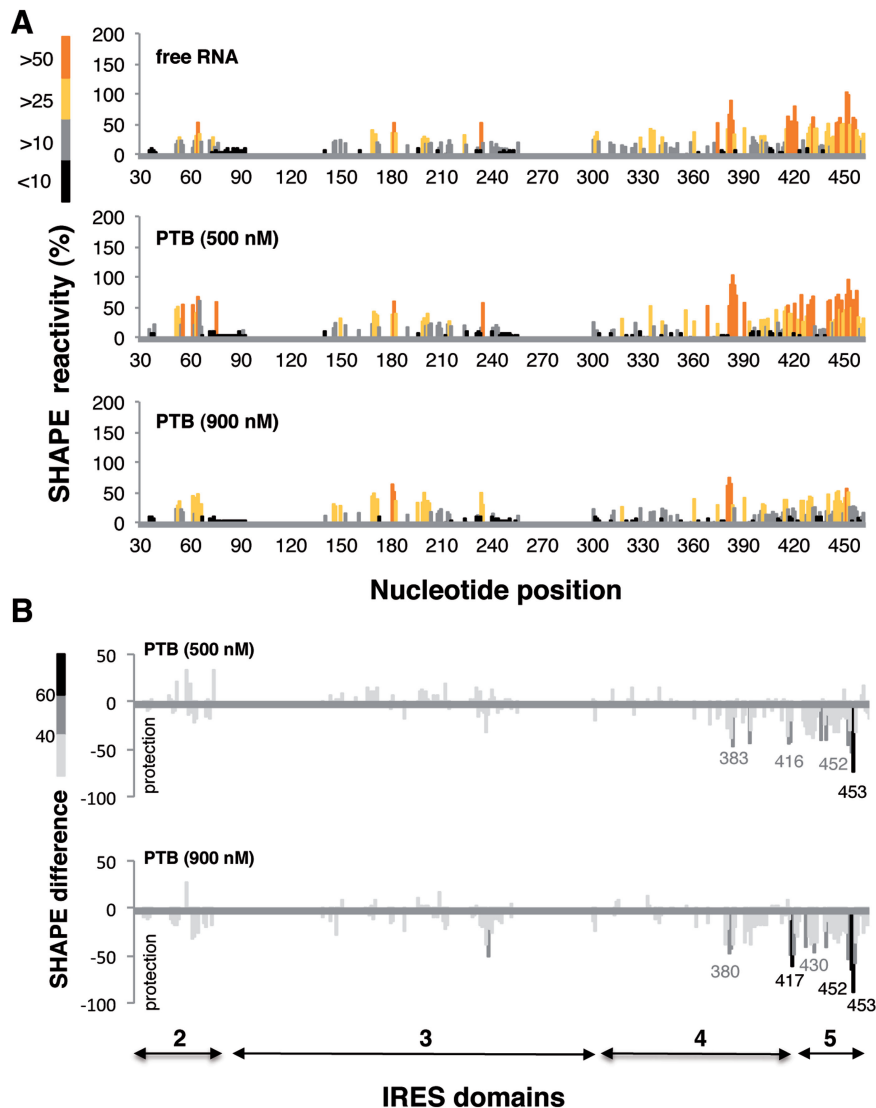 A
>50
>25
>10
<10
SHAPE reactivity (%)
200
150
100
50
0
free RNA
30 60 90 120 150 180 210 240 270 300 330 360 390 420 450
200
150
100
50
0
PTB (500 nM)
30 60 90 120 150 180 210 240 270 300 330 360 390 420 450
200
150
100
50
0
PTB (900 nM)
30 60 90 120 150 180 210 240 270 300 330 360 390 420 450
Nucleotide position
B
60
40
SHAPE difference
50
0
-50
-100
PTB (500 nM)
protection
383
416
452
453
50
0
-50
-100
PTB (900 nM)
protection
380
417
430
452
453
2 3 4 5
IRES domains